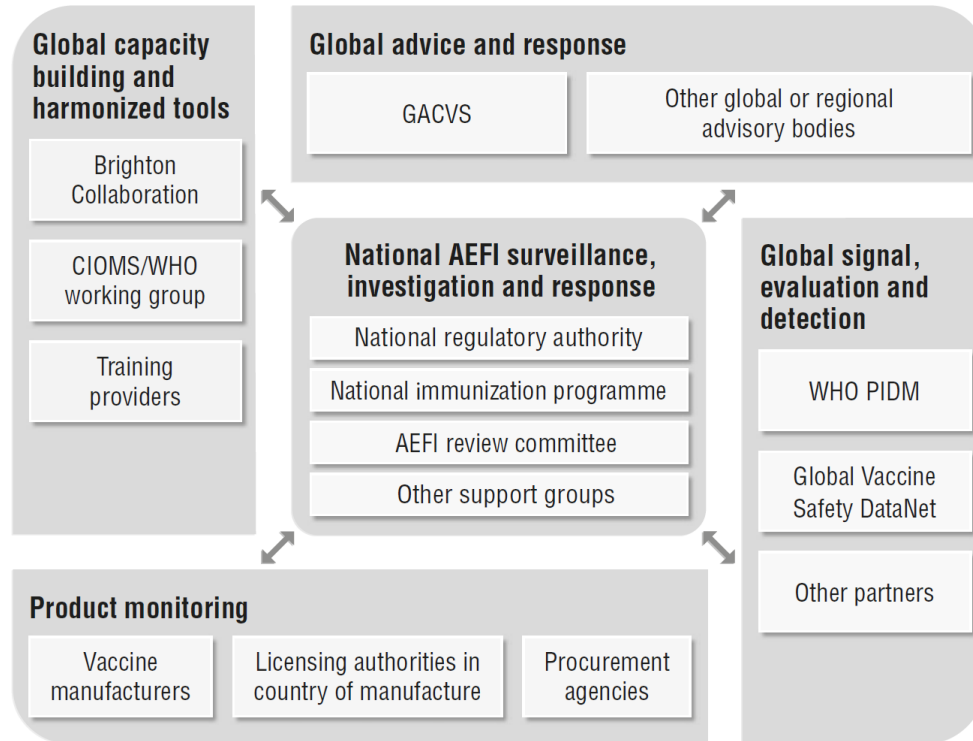 Global capacity
building and
harmonized tools
Brighton
Collaboration
CIOMS/WHO
working group
Training
providers
Global advice and response
GACVS
Other global or regional
advisory bodies
National AEFI surveillance,
investigation and response
National regulatory authority
National immunization programme
AEFI review committee
Other support groups
Global signal,
evaluation and
detection
WHO PIDM
Global Vaccine
Safety DataNet
Other partners
Product monitoring
Vaccine
manufacturers
Licensing authorities in
country of manufacture
Procurement
agencies